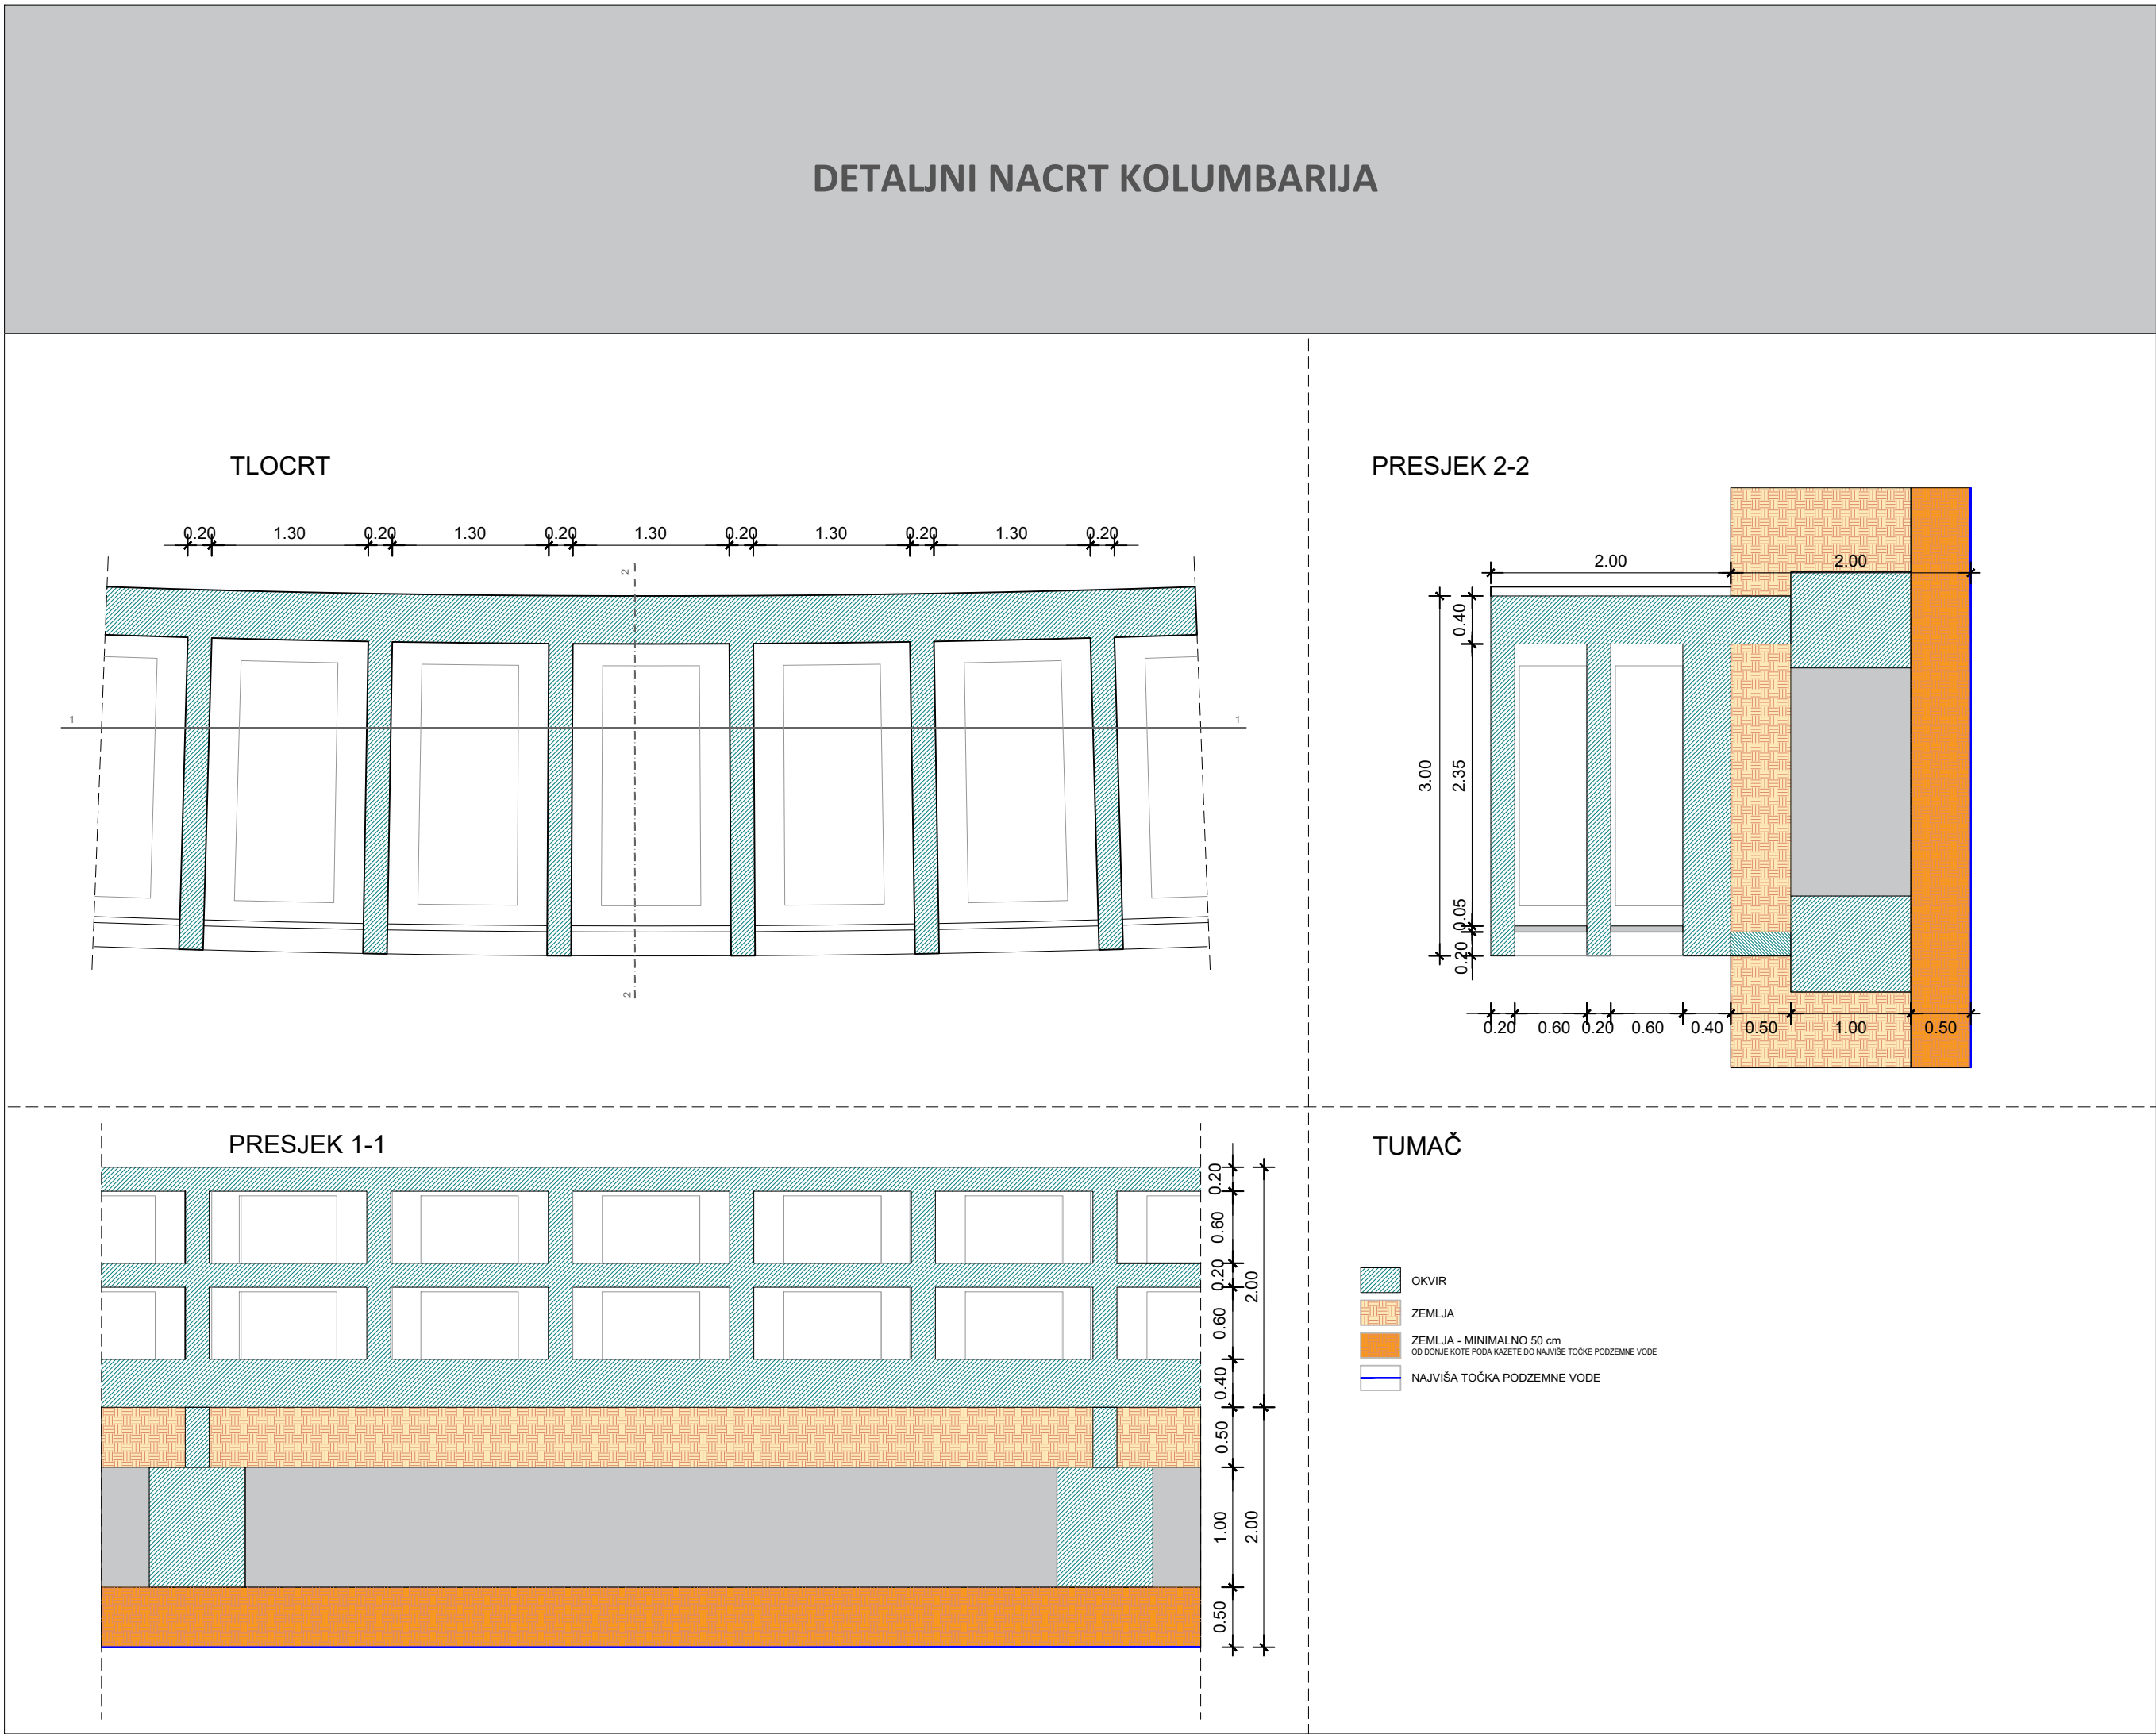 DETALJNI NACRT KOLUMBARIJA
TLOCRT
0.20 1.30 0.20 1.30 0.20 1.30 0.20 1.30 0.20 1.30 0.20
2
1 1
2
PRESJEK 2-2
2.00 2.00
0.40
3.00
2.35
0.05
0.20
0.20 0.60 0.20 0.60 0.40 0.50 1.00 0.50
PRESJEK 1-1
0.20
0.60
0.20
2.00
0.60
0.40
0.50
1.00
2.00
0.50
TUMAČ
OKVIR
ZEMLJA
ZEMLJA - MINIMALNO 50 cm
OD DONJE KOTE PODA KAZETE DO NAJVIŠE TOČKE PODZEMNE VODE
NAJVIŠA TOČKA PODZEMNE VODE